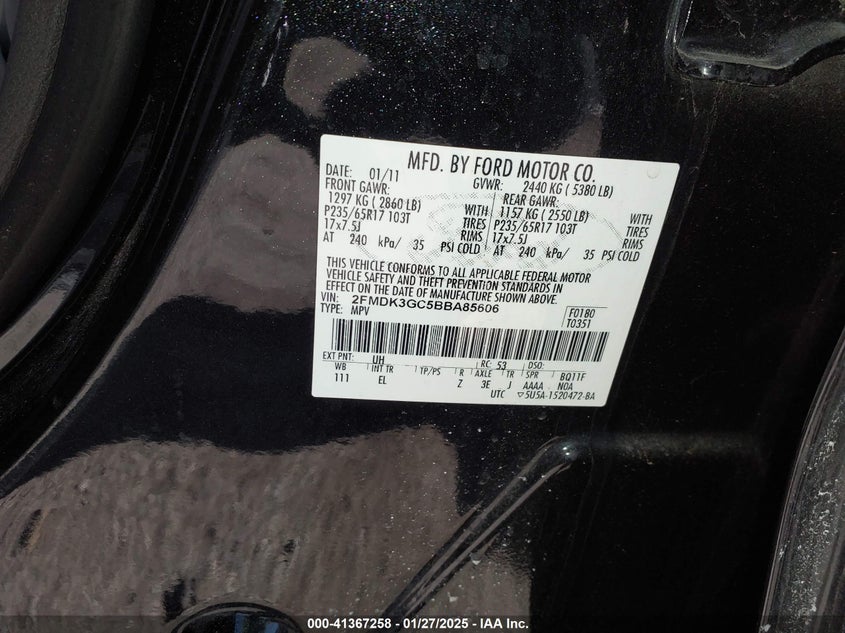 MFD. BY FORD MOTOR CO.
DATE: 01/11 GVWR: 2440 KG ( 5380 LB)
FRONT GAWR: REAR GAWR:
1297 KG ( 2860 LB) WITH 1157 KG ( 2550 LB) WITH
P235/65R17 103T TIRES P235/65R17 103T TIRES
17x7.5J RIMS 17x7.5J RIMS
AT 240 kPa/ 35 PSI COLD AT 240 kPa/ 35 PSI COLD
THIS VEHICLE CONFORMS TO ALL APPLICABLE FEDERAL MOTOR
VEHICLE SAFETY AND THEFT PREVENTION STANDARDS IN
EFFECT ON THE DATE OF MANUFACTURE SHOWN ABOVE.
VIN: 2FMDK3GC5BBA85606 F0180
TYPE: MPV T0351
EXT PNT: UH RC: 53 DSO:
WB INT TR TP/PS R AXLE TR SPR BQ11F
111 EL Z 3E J AAAA NOA
UTC ▽5U5A-1520472-BA
000-41367258 - 01/27/2025 - IAA Inc.